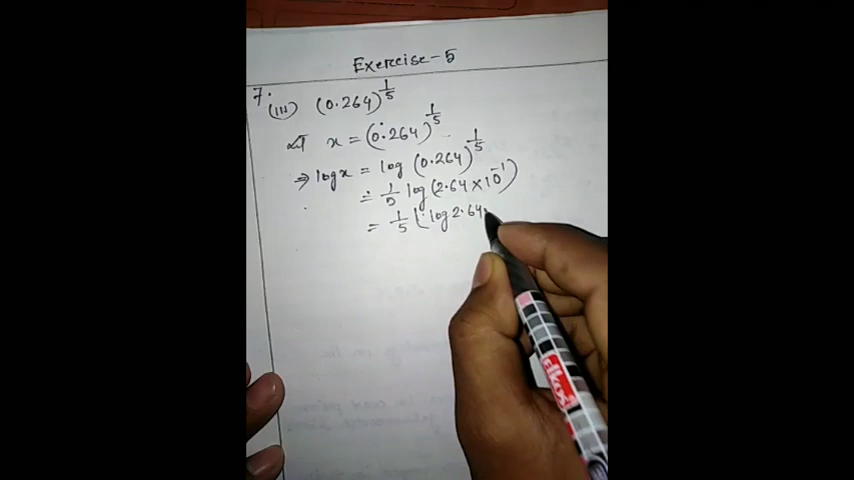 Exercise-5
7. (iii) (0.264)^1/5
x = (0.264)^1/5
⇒ log x = log (0.264)^1/5
= 1/5 log (2.64 × 10^-1)
= 1/5 ( log 2.64
elkos